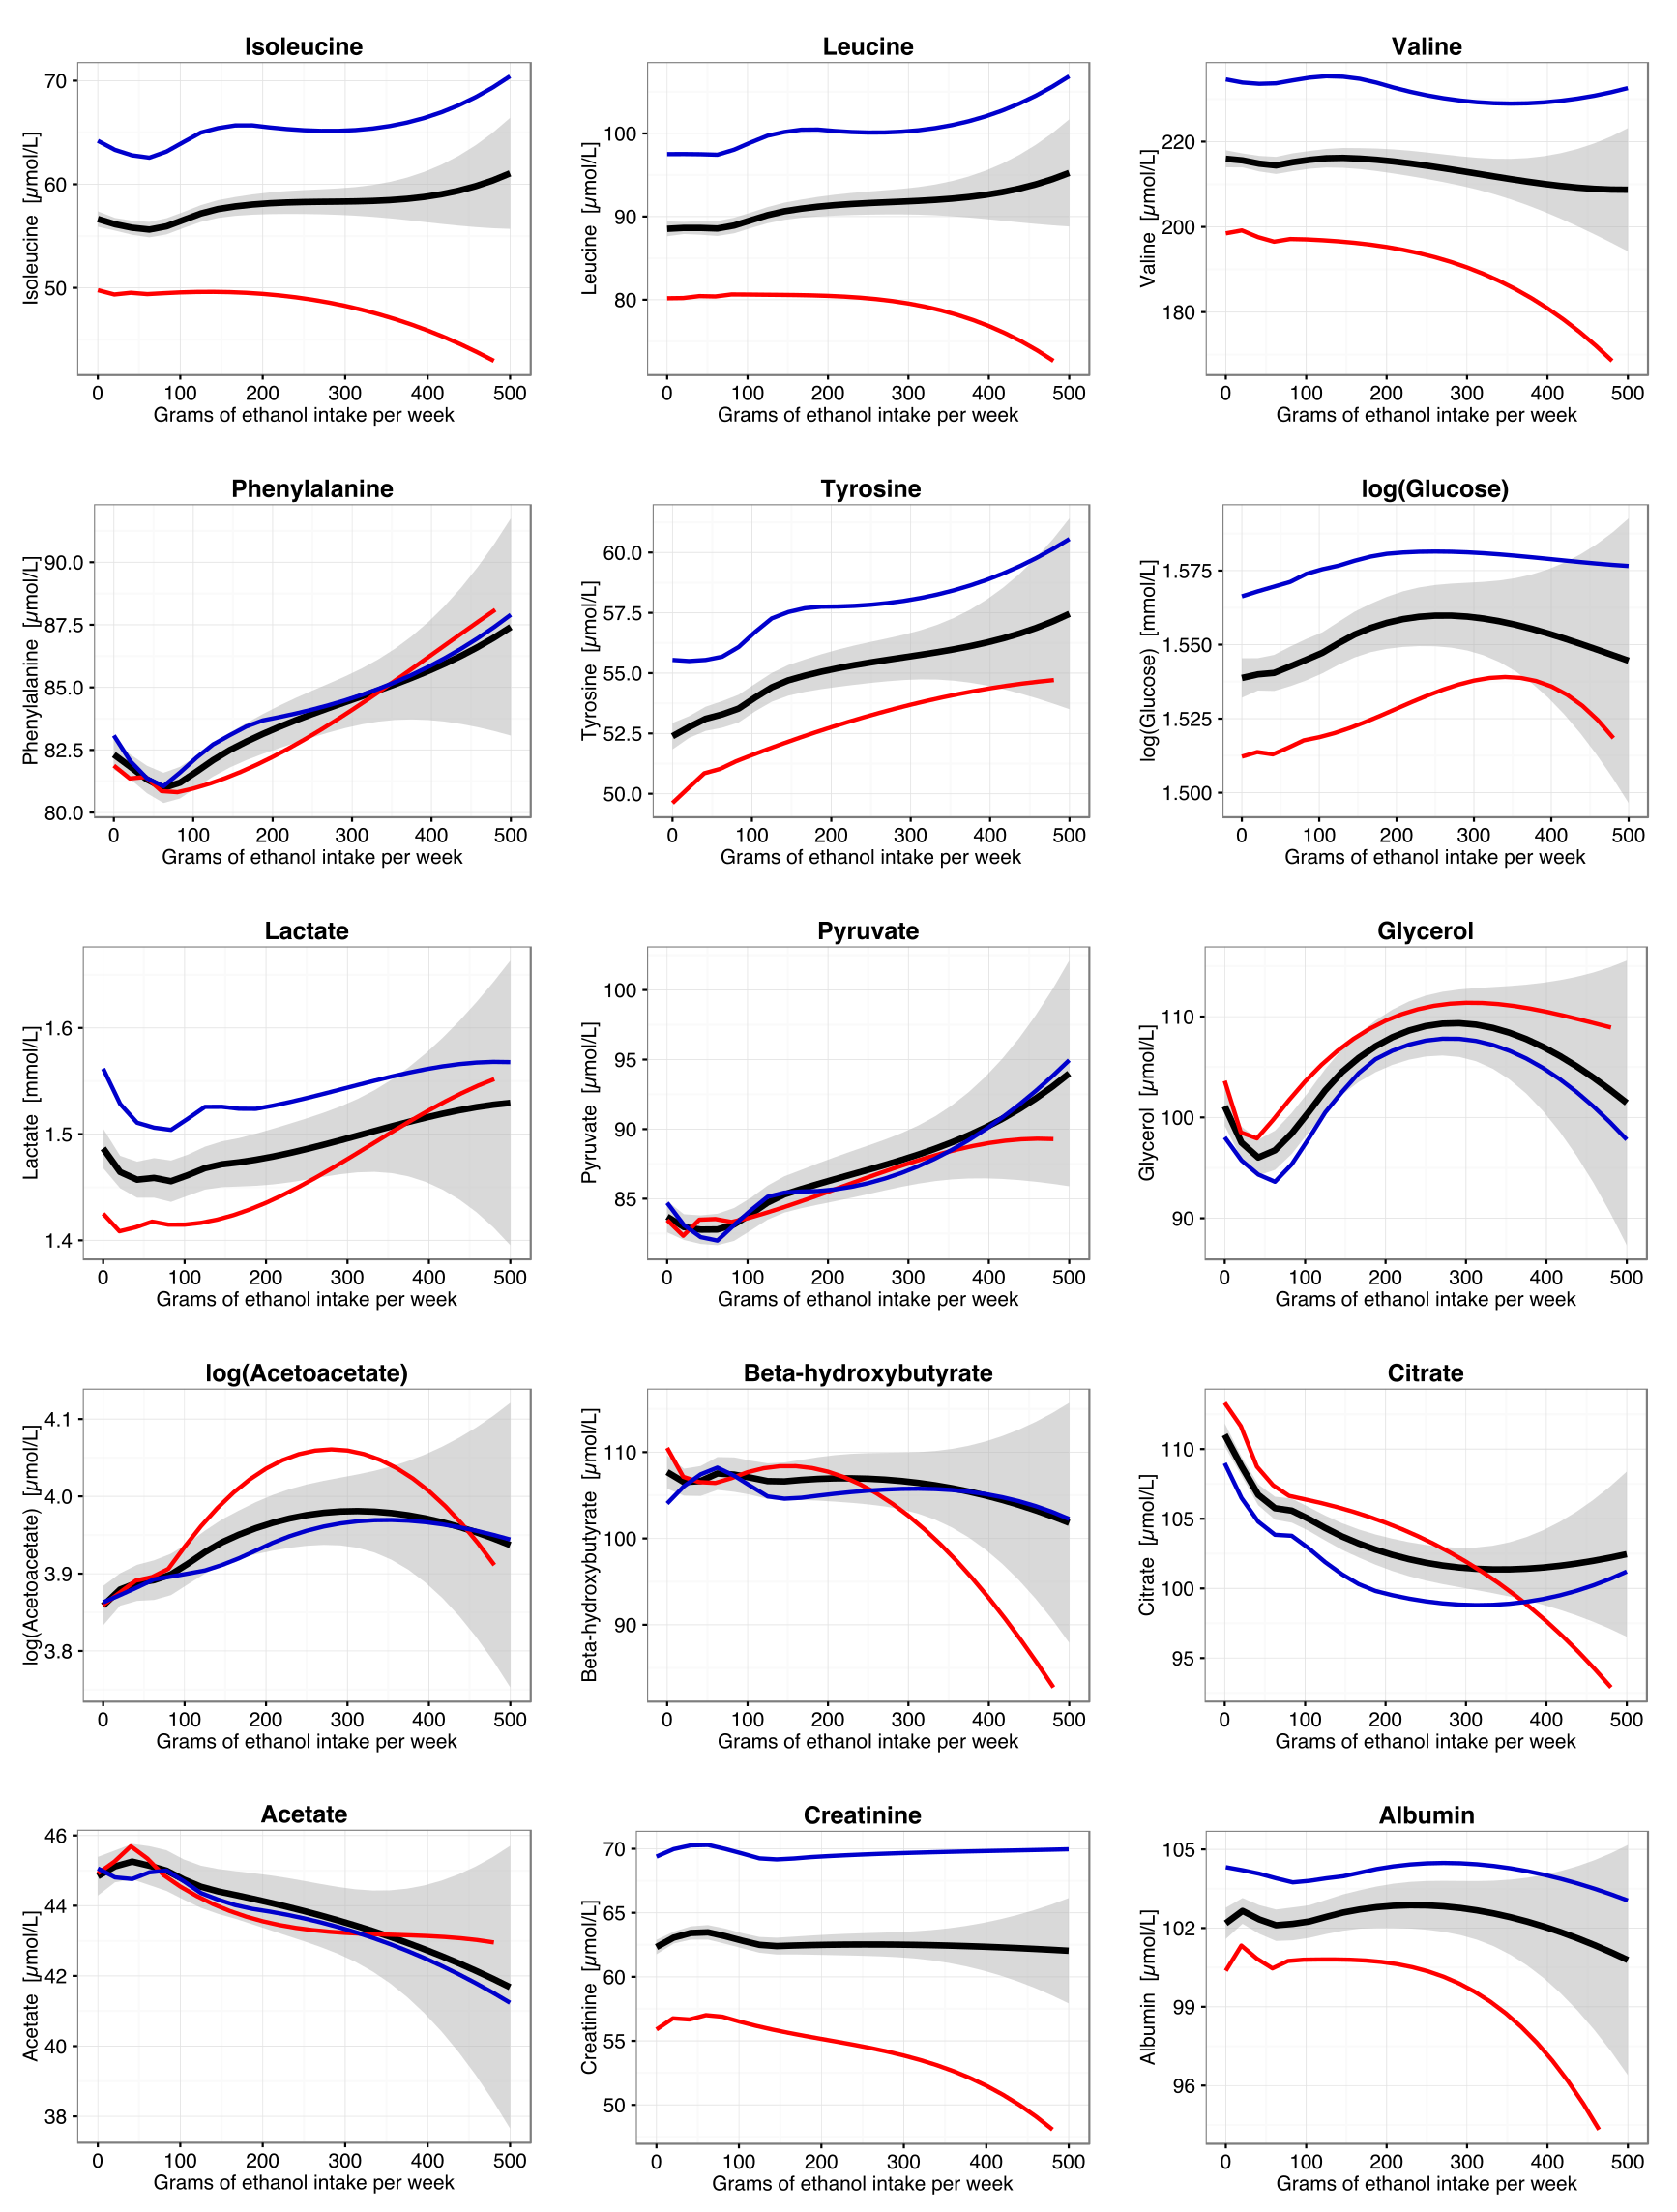 Isoleucine
Leucine
Valine
Isoleucine [µmol/L]
70
60
50
0 100 200 300 400 500
Grams of ethanol intake per week
Leucine [µmol/L]
100
90
80
0 100 200 300 400 500
Grams of ethanol intake per week
Valine [µmol/L]
220
200
180
0 100 200 300 400 500
Grams of ethanol intake per week
Phenylalanine
Tyrosine
log(Glucose)
Phenylalanine [µmol/L]
90.0
87.5
85.0
82.5
80.0
0 100 200 300 400 500
Grams of ethanol intake per week
Tyrosine [µmol/L]
60.0
57.5
55.0
52.5
50.0
0 100 200 300 400 500
Grams of ethanol intake per week
log(Glucose) [mmol/L]
1.575
1.550
1.525
1.500
0 100 200 300 400 500
Grams of ethanol intake per week
Lactate
Pyruvate
Glycerol
Lactate [mmol/L]
1.6
1.5
1.4
0 100 200 300 400 500
Grams of ethanol intake per week
Pyruvate [µmol/L]
100
95
90
85
0 100 200 300 400 500
Grams of ethanol intake per week
Glycerol [µmol/L]
110
100
90
0 100 200 300 400 500
Grams of ethanol intake per week
log(Acetoacetate)
Beta-hydroxybutyrate
Citrate
log(Acetoacetate) [µmol/L]
4.1
4.0
3.9
3.8
0 100 200 300 400 500
Grams of ethanol intake per week
Beta-hydroxybutyrate [µmol/L]
110
100
90
0 100 200 300 400 500
Grams of ethanol intake per week
Citrate [µmol/L]
110
105
100
95
0 100 200 300 400 500
Grams of ethanol intake per week
Acetate
Creatinine
Albumin
Acetate [µmol/L]
46
44
42
40
38
0 100 200 300 400 500
Grams of ethanol intake per week
Creatinine [µmol/L]
70
65
60
55
50
0 100 200 300 400 500
Grams of ethanol intake per week
Albumin [µmol/L]
105
102
99
96
0 100 200 300 400 500
Grams of ethanol intake per week